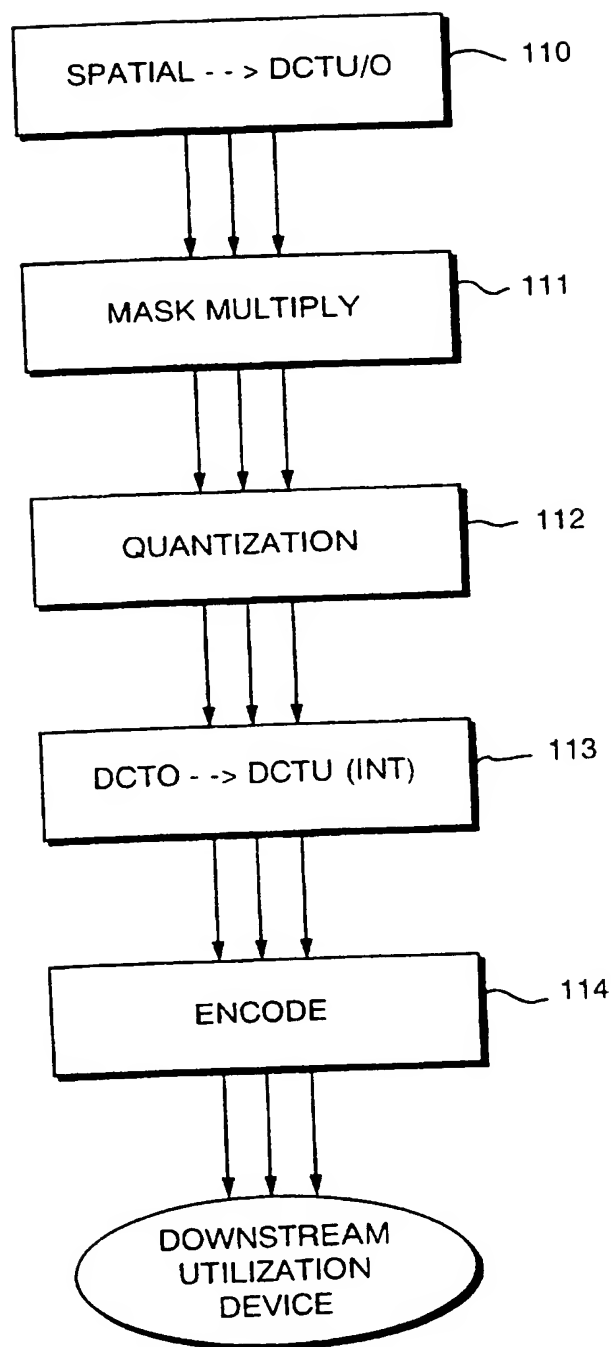 SPATIAL - - > DCTU/O
110
MASK MULTIPLY
111
QUANTIZATION
112
DCTO - -> DCTU (INT)
113
ENCODE
114
DOWNSTREAM
UTILIZATION
DEVICE